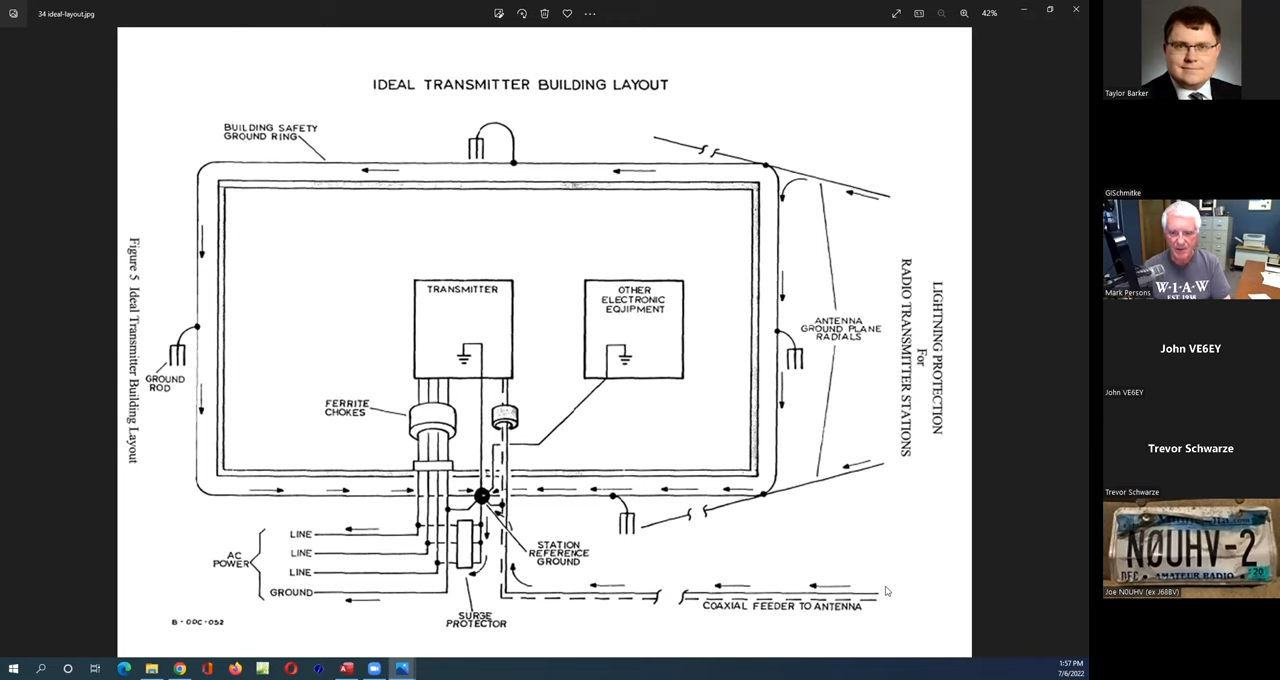 34 ideal-layout.jpg
42%
IDEAL TRANSMITTER BUILDING LAYOUT
BUILDING SAFETY
GROUND RING
TRANSMITTER
OTHER
ELECTRONIC
EQUIPMENT
ANTENNA
GROUND PLANE
RADIALS
GROUND
ROD
FERRITE
CHOKES
Figure 5 Ideal Transmitter Building Layout
LIGHTNING PROTECTION
For
RADIO TRANSMITTER STATIONS
AC
POWER
LINE
LINE
LINE
GROUND
STATION
REFERENCE
GROUND
SURGE
PROTECTOR
COAXIAL FEEDER TO ANTENNA
B-OPC-052
Taylor Barker
GISchmitke
W-I-A-W
EST. 1938
Mark Persons
John VE6EY
John VE6EY
Trevor Schwarze
Trevor Schwarze
N0UHV-2
DEC
AMATEUR RADIO
20
Joe N0UHV (ex J68BV)
1:57 PM
7/6/2022